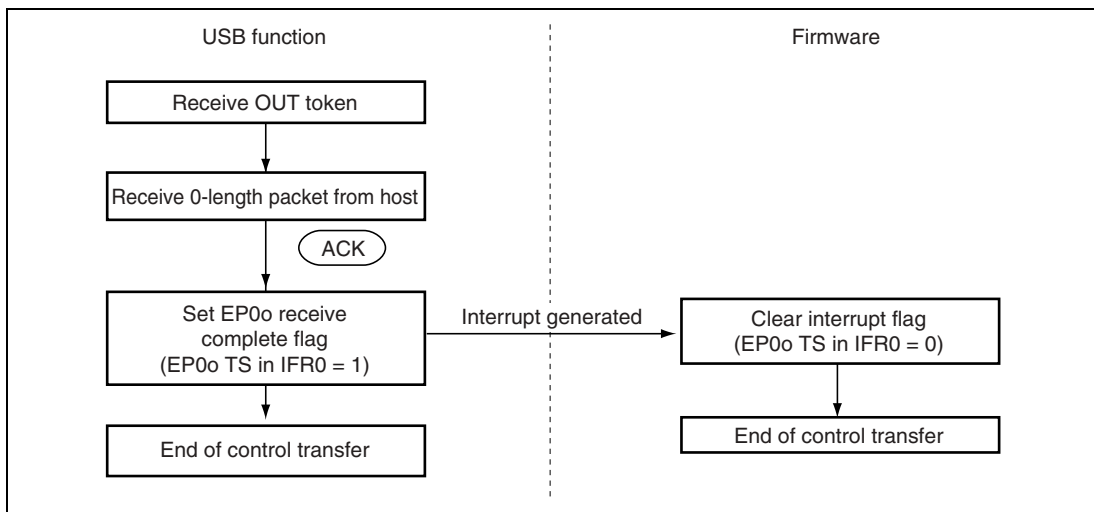 USB function
Firmware
Receive OUT token
Receive 0-length packet from host
ACK
Set EP0o receive
complete flag
(EP0o TS in IFR0 = 1)
Interrupt generated
Clear interrupt flag
(EP0o TS in IFR0 = 0)
End of control transfer
End of control transfer